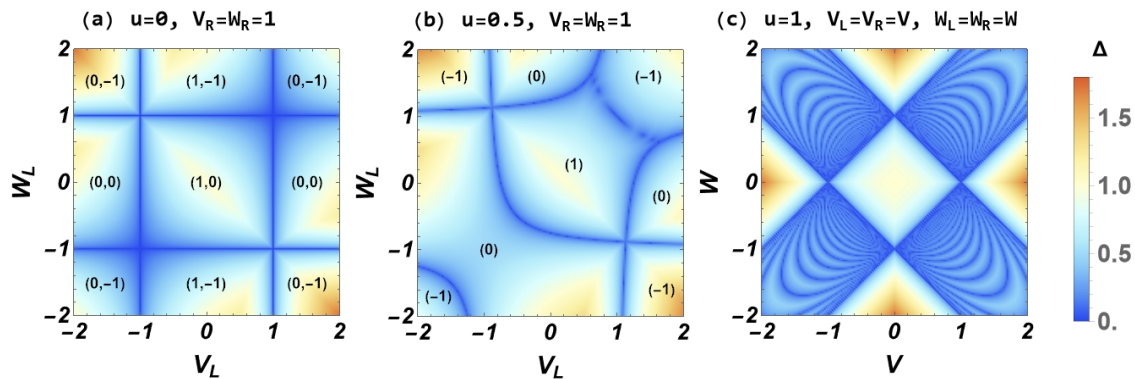 (a) u=0, V_R=W_R=1
(b) u=0.5, V_R=W_R=1
(c) u=1, V_L=V_R=V, W_L=W_R=W
Δ
2
1
0
−1
−2
W_L
(0,−1) (1,−1) (0,−1)
(0,0) (1,0) (0,0)
(0,−1) (1,−1) (0,−1)
−2 −1 0 1 2
V_L
2
1
0
−1
−2
W_L
(−1) (0) (−1)
(1)
(0)
(0)
(−1) (−1)
−2 −1 0 1 2
V_L
2
1
0
−1
−2
W
−2 −1 0 1 2
V
1.5
1.0
0.5
0.